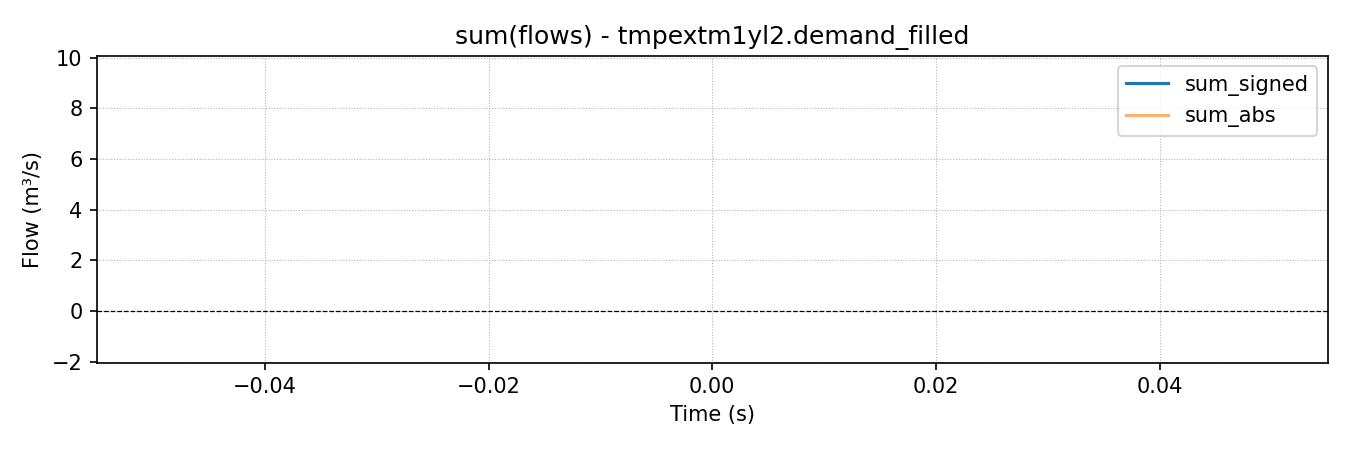 sum(flows) - tmpextm1yl2.demand_filled
10
8
6
4
2
0
−2
Flow (m³/s)
sum_signed
sum_abs
−0.04
−0.02
0.00
0.02
0.04
Time (s)